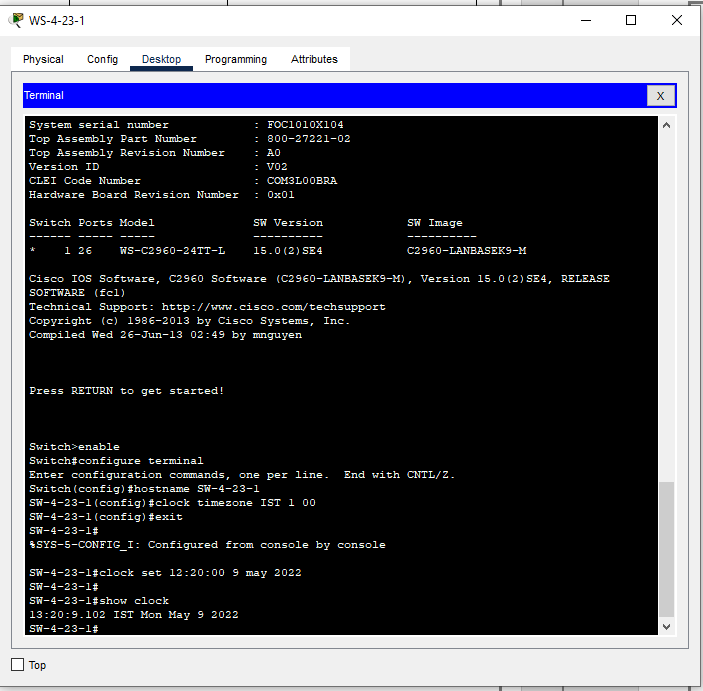 WS-4-23-1
Physical Config Desktop Programming Attributes
Terminal X
System serial number : FOC1010X104
Top Assembly Part Number : 800-27221-02
Top Assembly Revision Number : A0
Version ID : V02
CLEI Code Number : COM3L00BRA
Hardware Board Revision Number : 0x01
Switch Ports Model SW Version SW Image
------ ----- ----- ---------- ----------
* 1 26 WS-C2960-24TT-L 15.0(2)SE4 C2960-LANBASEK9-M
Cisco IOS Software, C2960 Software (C2960-LANBASEK9-M), Version 15.0(2)SE4, RELEASE
SOFTWARE (fc1)
Technical Support: http://www.cisco.com/techsupport
Copyright (c) 1986-2013 by Cisco Systems, Inc.
Compiled Wed 26-Jun-13 02:49 by mnguyen
Press RETURN to get started!
Switch>enable
Switch#configure terminal
Enter configuration commands, one per line. End with CNTL/Z.
Switch(config)#hostname SW-4-23-1
SW-4-23-1(config)#clock timezone IST 1 00
SW-4-23-1(config)#exit
SW-4-23-1#
%SYS-5-CONFIG_I: Configured from console by console
SW-4-23-1#clock set 12:20:00 9 may 2022
SW-4-23-1#
SW-4-23-1#show clock
13:20:9.102 IST Mon May 9 2022
SW-4-23-1#
Top